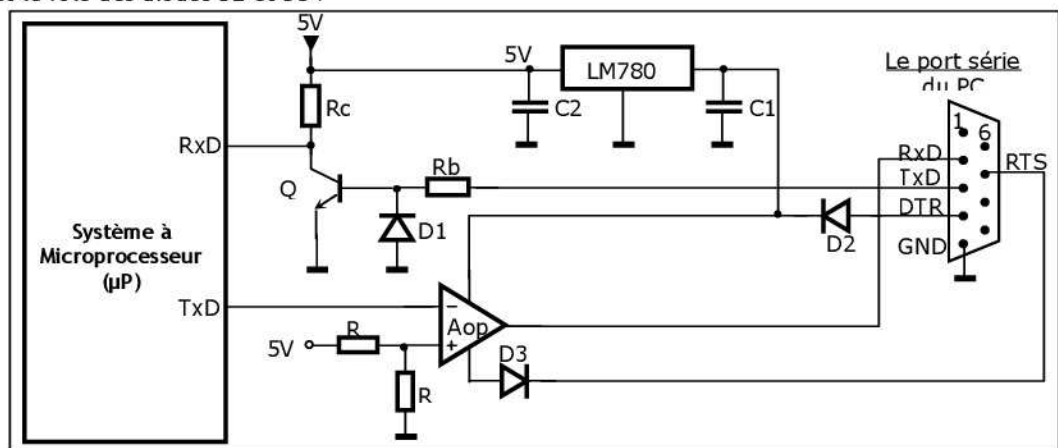 5V
5V
LM780
Le port série
du PC
Rc
C2
C1
1
6
RxD
RxD
RTS
Rb
TxD
Q
D1
DTR
D2
GND
Système à
Microprocesseur
(µP)
TxD
−
Aop
+
R
5V
D3
R